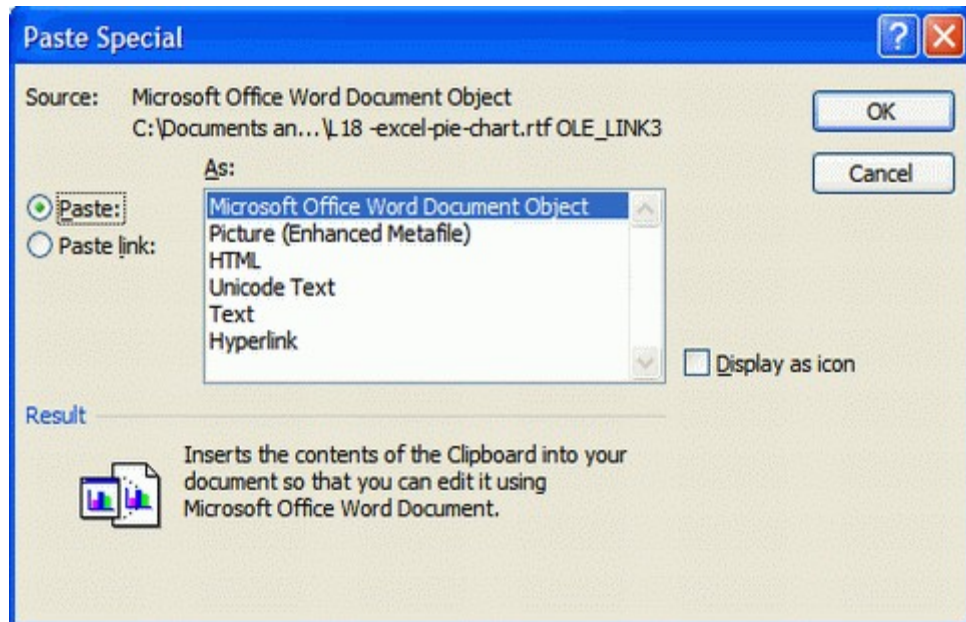 Paste Special
Source: Microsoft Office Word Document Object
C:\Documents an...\L18 -excel-pie-chart.rtf OLE_LINK3
OK
Cancel
As:
Paste:
Paste link:
Microsoft Office Word Document Object
Picture (Enhanced Metafile)
HTML
Unicode Text
Text
Hyperlink
Display as icon
Result
Inserts the contents of the Clipboard into your
document so that you can edit it using
Microsoft Office Word Document.